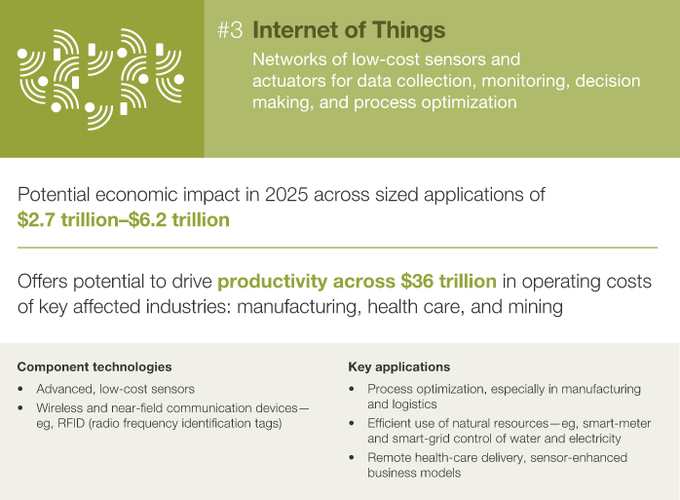 #3 Internet of Things
Networks of low-cost sensors and
actuators for data collection, monitoring, decision
making, and process optimization
Potential economic impact in 2025 across sized applications of
$2.7 trillion–$6.2 trillion
Offers potential to drive productivity across $36 trillion in operating costs
of key affected industries: manufacturing, health care, and mining
Component technologies
• Advanced, low-cost sensors
• Wireless and near-field communication devices—
eg, RFID (radio frequency identification tags)
Key applications
• Process optimization, especially in manufacturing
and logistics
• Efficient use of natural resources—eg, smart-meter
and smart-grid control of water and electricity
• Remote health-care delivery, sensor-enhanced
business models